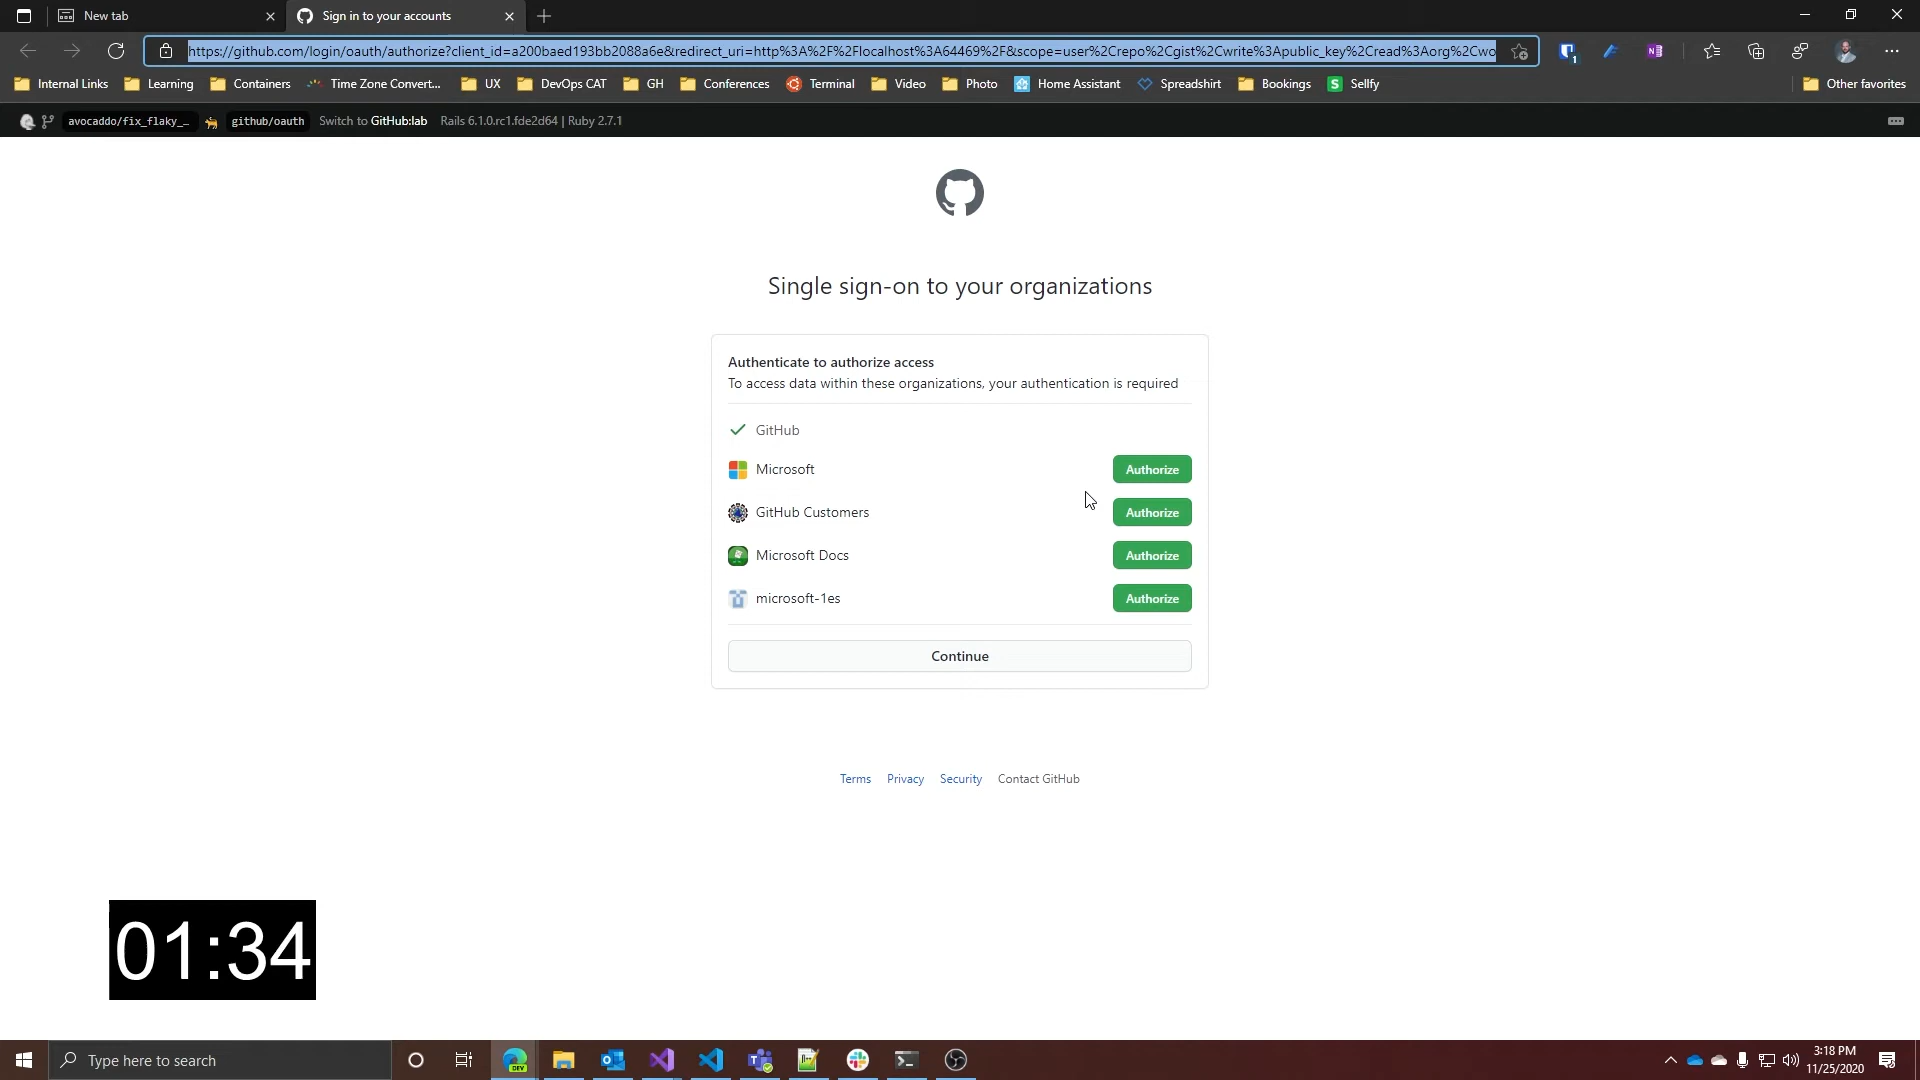 New tab
Sign in to your accounts
https://github.com/login/oauth/authorize?client_id=a200baed193bb2088a6e&redirect_uri=http%3A%2F%2Flocalhost%3A64469%2F&scope=user%2Crepo%2Cgist%2Cwrite%3Apublic_key%2Cread%3Aorg%2Cwo
1
N
Internal Links
Learning
Containers
Time Zone Convert...
UX
DevOps CAT
GH
Conferences
Terminal
Video
Photo
Home Assistant
Spreadshirt
Bookings
S
Sellfy
Other favorites
avocaddo/fix_flaky_…
github/oauth
Switch to GitHub:lab
Rails 6.1.0.rc1.fde2d64 | Ruby 2.7.1
Single sign-on to your organizations
Authenticate to authorize access
To access data within these organizations, your authentication is required
GitHub
Microsoft
Authorize
GitHub Customers
Authorize
Microsoft Docs
Authorize
microsoft-1es
Authorize
Continue
Terms
Privacy
Security
Contact GitHub
01:34
Type here to search
DEV
3:18 PM
11/25/2020